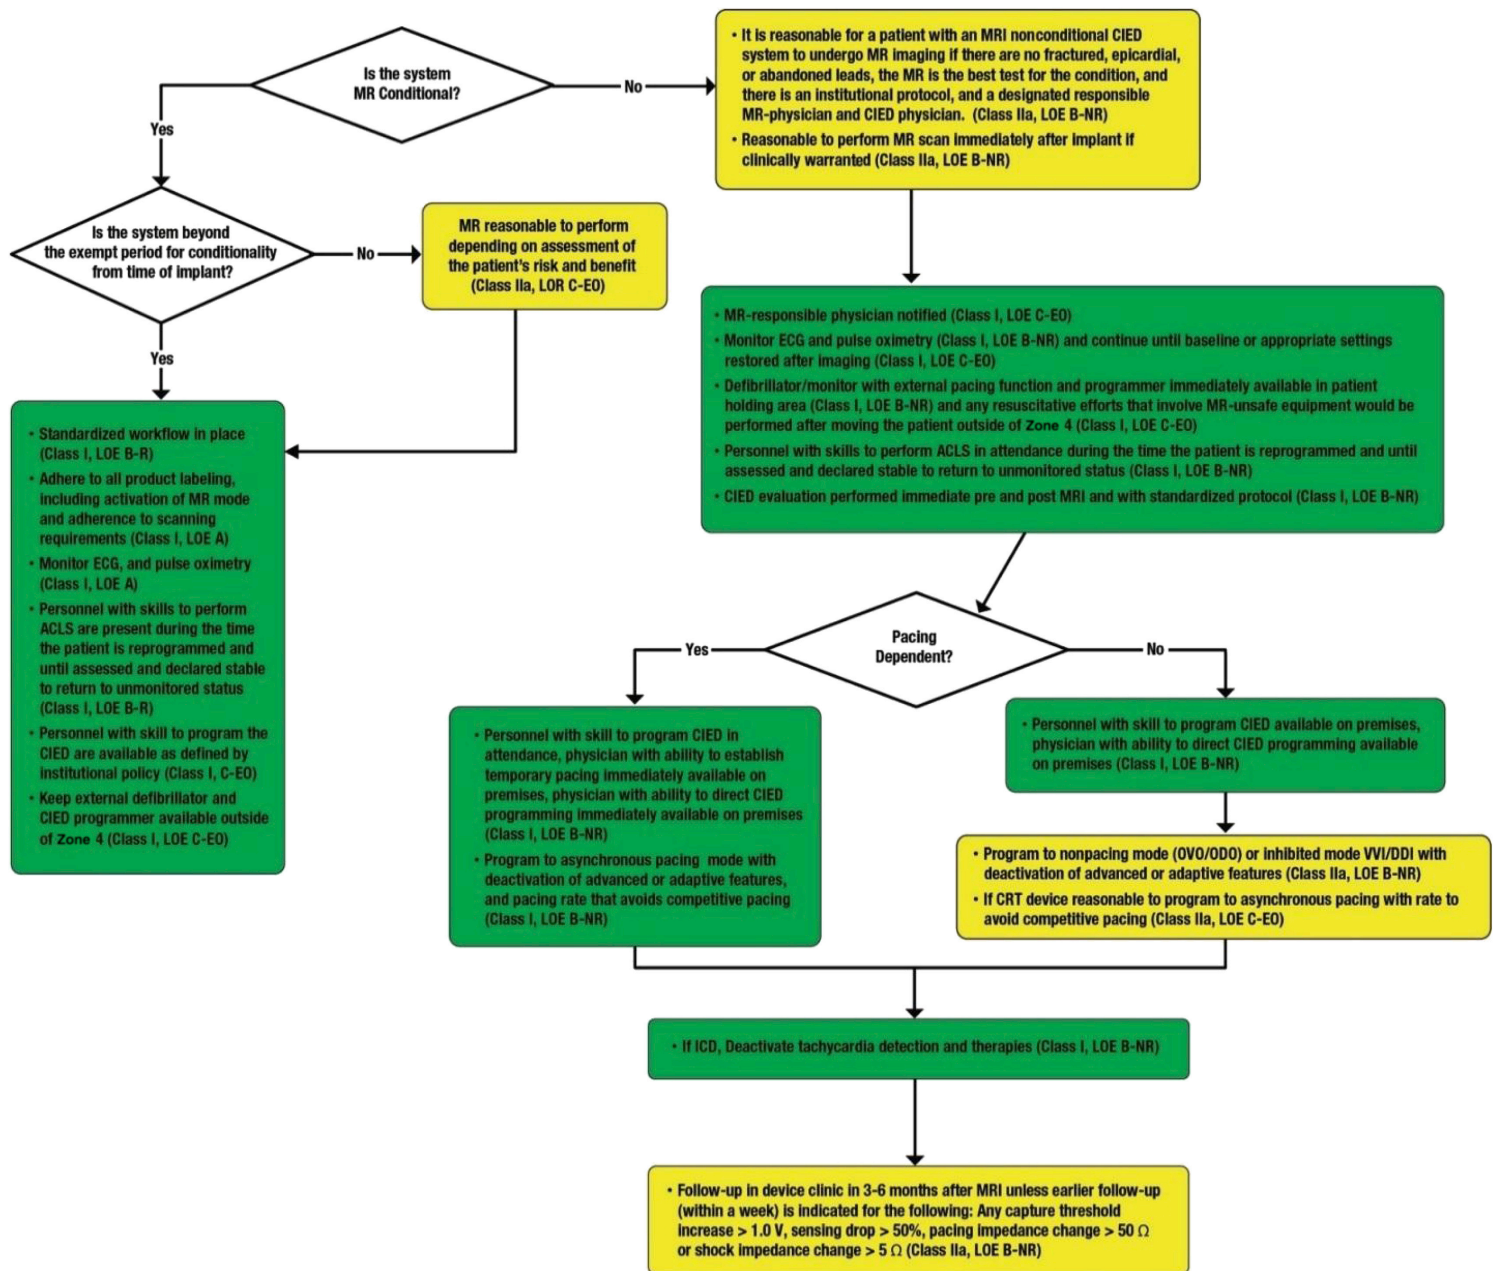 Is the system
MR Conditional?
No
• It is reasonable for a patient with an MRI nonconditional CIED
system to undergo MR imaging if there are no fractured, epicardial,
or abandoned leads, the MR is the best test for the condition, and
there is an institutional protocol, and a designated responsible
MR-physician and CIED physician. (Class IIa, LOE B-NR)
• Reasonable to perform MR scan immediately after implant if
clinically warranted (Class IIa, LOE B-NR)
Yes
Is the system beyond
the exempt period for conditionality
from time of implant?
No
MR reasonable to perform
depending on assessment of
the patient's risk and benefit
(Class IIa, LOR C-EO)
Yes
• Standardized workflow in place
(Class I, LOE B-R)
• Adhere to all product labeling,
including activation of MR mode
and adherence to scanning
requirements (Class I, LOE A)
• Monitor ECG, and pulse oximetry
(Class I, LOE A)
• Personnel with skills to perform
ACLS are present during the time
the patient is reprogrammed and
until assessed and declared stable
to return to unmonitored status
(Class I, LOE B-R)
• Personnel with skill to program the
CIED are available as defined by
institutional policy (Class I, C-EO)
• Keep external defibrillator and
CIED programmer available outside
of Zone 4 (Class I, LOE C-EO)
• MR-responsible physician notified (Class I, LOE C-EO)
• Monitor ECG and pulse oximetry (Class I, LOE B-NR) and continue until baseline or appropriate settings
restored after imaging (Class I, LOE C-EO)
• Defibrillator/monitor with external pacing function and programmer immediately available in patient
holding area (Class I, LOE B-NR) and any resuscitative efforts that involve MR-unsafe equipment would be
performed after moving the patient outside of Zone 4 (Class I, LOE C-EO)
• Personnel with skills to perform ACLS in attendance during the time the patient is reprogrammed and until
assessed and declared stable to return to unmonitored status (Class I, LOE B-NR)
• CIED evaluation performed immediate pre and post MRI and with standardized protocol (Class I, LOE B-NR)
Pacing
Dependent?
Yes
No
• Personnel with skill to program CIED in
attendance, physician with ability to establish
temporary pacing immediately available on
premises, physician with ability to direct CIED
programming immediately available on premises
(Class I, LOE B-NR)
• Program to asynchronous pacing mode with
deactivation of advanced or adaptive features,
and pacing rate that avoids competitive pacing
(Class I, LOE B-NR)
• Personnel with skill to program CIED available on premises,
physician with ability to direct CIED programming available
on premises (Class I, LOE B-NR)
• Program to nonpacing mode (OVO/ODO) or inhibited mode VVI/DDI with
deactivation of advanced or adaptive features (Class IIa, LOE B-NR)
• If CRT device reasonable to program to asynchronous pacing with rate to
avoid competitive pacing (Class IIa, LOE C-EO)
• If ICD, Deactivate tachycardia detection and therapies (Class I, LOE B-NR)
• Follow-up in device clinic in 3-6 months after MRI unless earlier follow-up
(within a week) is indicated for the following: Any capture threshold
increase > 1.0 V, sensing drop > 50%, pacing impedance change > 50 Ω
or shock impedance change > 5 Ω (Class IIa, LOE B-NR)